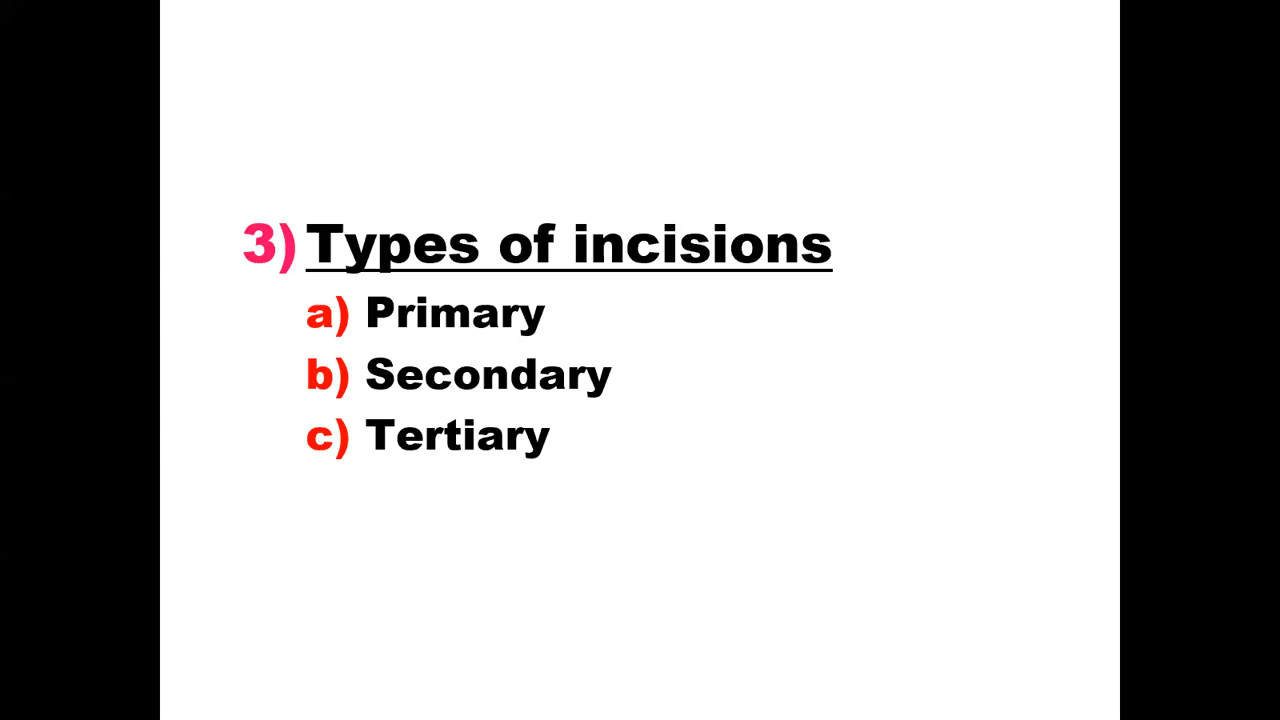 3) Types of incisions
a) Primary
b) Secondary
c) Tertiary